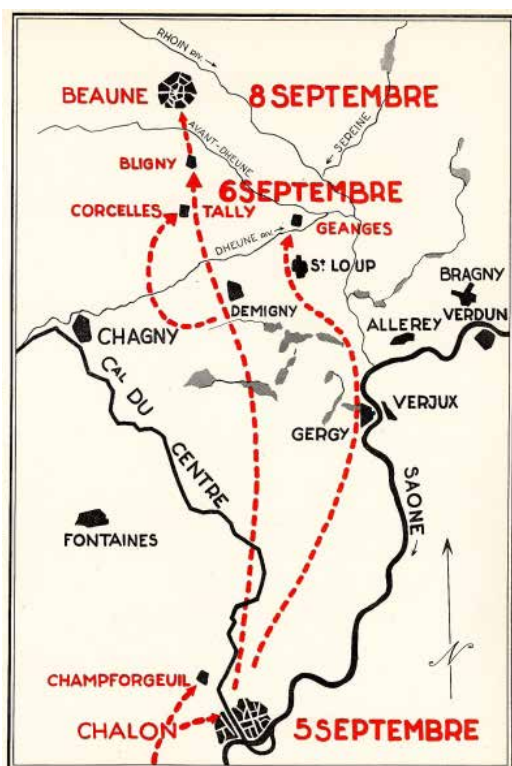 RHOIN RIV.
BEAUNE
8 SEPTEMBRE
AVANT-DHEUNE
SEREINE
BLIGNY
6 SEPTEMBRE
CORCELLES
TALLY
GEANGES
DHEUNE RIV.
ST LOUP
BRAGNY
DEMIGNY
VERDUN
CHAGNY
ALLEREY
CAL DU CENTRE
VERJUX
GERGY
SAONE
FONTAINES
N
CHAMPFORGEUIL
CHALON
5 SEPTEMBRE